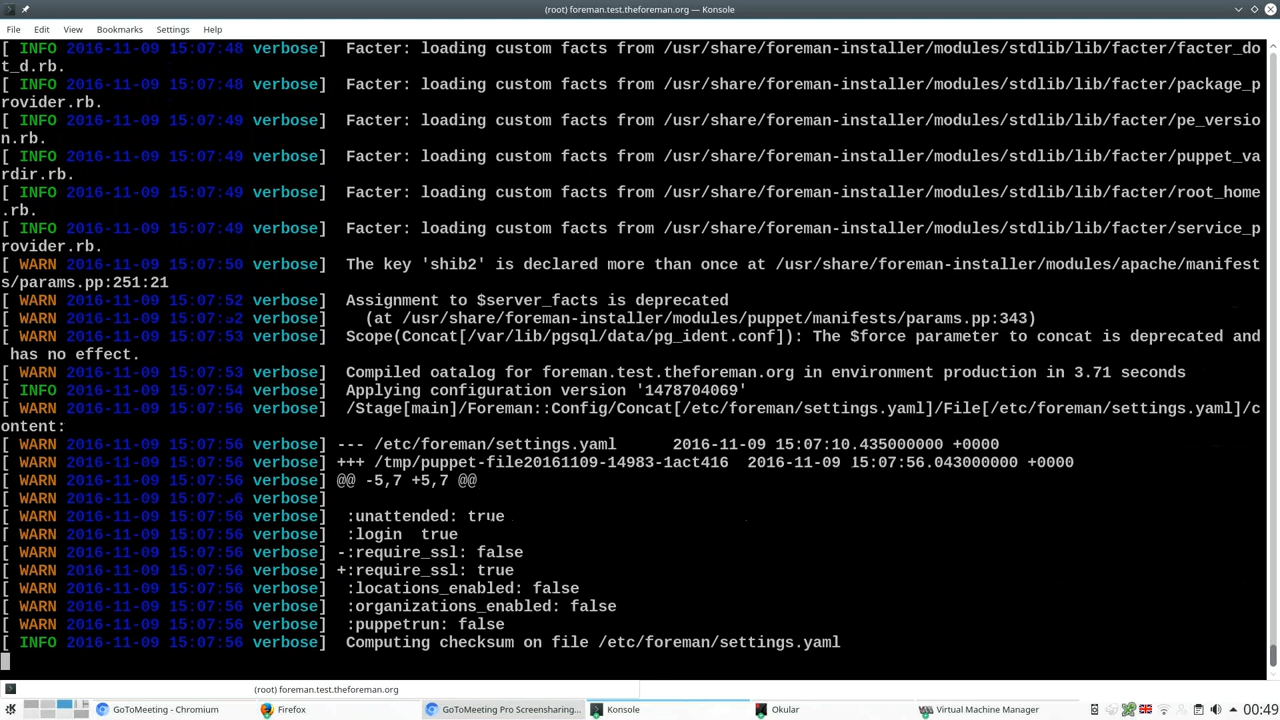 (root) foreman.test.theforeman.org — Konsole
File Edit View Bookmarks Settings Help
[ INFO 2016-11-09 15:07:48 verbose] Facter: loading custom facts from /usr/share/foreman-installer/modules/stdlib/lib/facter/facter_do
t_d.rb.
[ INFO 2016-11-09 15:07:48 verbose] Facter: loading custom facts from /usr/share/foreman-installer/modules/stdlib/lib/facter/package_p
rovider.rb.
[ INFO 2016-11-09 15:07:49 verbose] Facter: loading custom facts from /usr/share/foreman-installer/modules/stdlib/lib/facter/pe_versio
n.rb.
[ INFO 2016-11-09 15:07:49 verbose] Facter: loading custom facts from /usr/share/foreman-installer/modules/stdlib/lib/facter/puppet_va
rdir.rb.
[ INFO 2016-11-09 15:07:49 verbose] Facter: loading custom facts from /usr/share/foreman-installer/modules/stdlib/lib/facter/root_home
.rb.
[ INFO 2016-11-09 15:07:49 verbose] Facter: loading custom facts from /usr/share/foreman-installer/modules/stdlib/lib/facter/service_p
rovider.rb.
[ WARN 2016-11-09 15:07:50 verbose] The key 'shib2' is declared more than once at /usr/share/foreman-installer/modules/apache/manifest
s/params.pp:251:21
[ WARN 2016-11-09 15:07:52 verbose] Assignment to $server_facts is deprecated
[ WARN 2016-11-09 15:07:52 verbose] (at /usr/share/foreman-installer/modules/puppet/manifests/params.pp:343)
[ WARN 2016-11-09 15:07:53 verbose] Scope(Concat[/var/lib/pgsql/data/pg_ident.conf]): The $force parameter to concat is deprecated and
has no effect.
[ WARN 2016-11-09 15:07:53 verbose] Compiled oatalog for foreman.test.theforeman.org in environment production in 3.71 seconds
[ INFO 2016-11-09 15:07:54 verbose] Applying configuration version '1478704069'
[ WARN 2016-11-09 15:07:56 verbose] /Stage[main]/Foreman::Config/Concat[/etc/foreman/settings.yaml]/File[/etc/foreman/settings.yaml]/c
ontent:
[ WARN 2016-11-09 15:07:56 verbose] --- /etc/foreman/settings.yaml 2016-11-09 15:07:10.435000000 +0000
[ WARN 2016-11-09 15:07:56 verbose] +++ /tmp/puppet-file20161109-14983-1act416 2016-11-09 15:07:56.043000000 +0000
[ WARN 2016-11-09 15:07:56 verbose] @@ -5,7 +5,7 @@
[ WARN 2016-11-09 15:07:56 verbose]
[ WARN 2016-11-09 15:07:56 verbose] :unattended: true
[ WARN 2016-11-09 15:07:56 verbose] :login true
[ WARN 2016-11-09 15:07:56 verbose] -:require_ssl: false
[ WARN 2016-11-09 15:07:56 verbose] +:require_ssl: true
[ WARN 2016-11-09 15:07:56 verbose] :locations_enabled: false
[ WARN 2016-11-09 15:07:56 verbose] :organizations_enabled: false
[ WARN 2016-11-09 15:07:56 verbose] :puppetrun: false
[ INFO 2016-11-09 15:07:56 verbose] Computing checksum on file /etc/foreman/settings.yaml
(root) foreman.test.theforeman.org
GoToMeeting - Chromium Firefox GoToMeeting Pro Screensharing... Konsole Okular Virtual Machine Manager 00:49